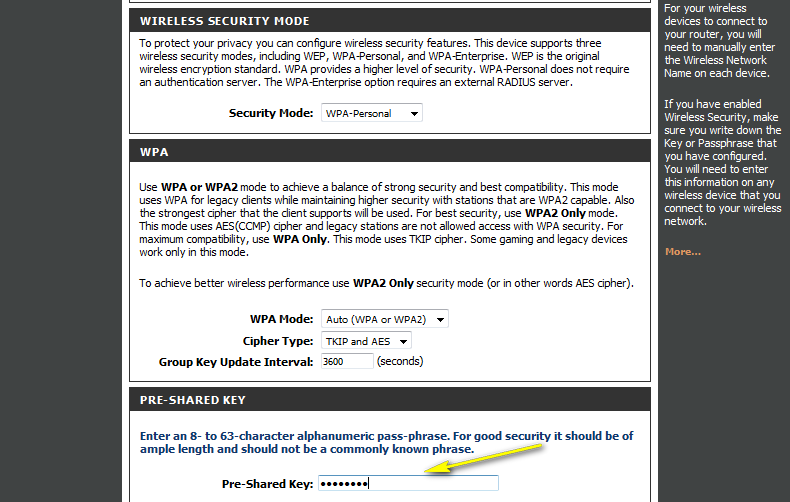 WIRELESS SECURITY MODE
To protect your privacy you can configure wireless security features. This device supports three
wireless security modes, including WEP, WPA-Personal, and WPA-Enterprise. WEP is the original
wireless encryption standard. WPA provides a higher level of security. WPA-Personal does not require
an authentication server. The WPA-Enterprise option requires an external RADIUS server.
Security Mode: WPA-Personal
WPA
Use WPA or WPA2 mode to achieve a balance of strong security and best compatibility. This mode
uses WPA for legacy clients while maintaining higher security with stations that are WPA2 capable. Also
the strongest cipher that the client supports will be used. For best security, use WPA2 Only mode.
This mode uses AES(CCMP) cipher and legacy stations are not allowed access with WPA security. For
maximum compatibility, use WPA Only. This mode uses TKIP cipher. Some gaming and legacy devices
work only in this mode.
To achieve better wireless performance use WPA2 Only security mode (or in other words AES cipher).
WPA Mode: Auto (WPA or WPA2)
Cipher Type: TKIP and AES
Group Key Update Interval: 3600 (seconds)
PRE-SHARED KEY
Enter an 8- to 63-character alphanumeric pass-phrase. For good security it should be of
ample length and should not be a commonly known phrase.
Pre-Shared Key: ••••••••
For your wireless
devices to connect to
your router, you will
need to manually enter
the Wireless Network
Name on each device.
If you have enabled
Wireless Security, make
sure you write down the
Key or Passphrase that
you have configured.
You will need to enter
this information on any
wireless device that you
connect to your wireless
network.
More...